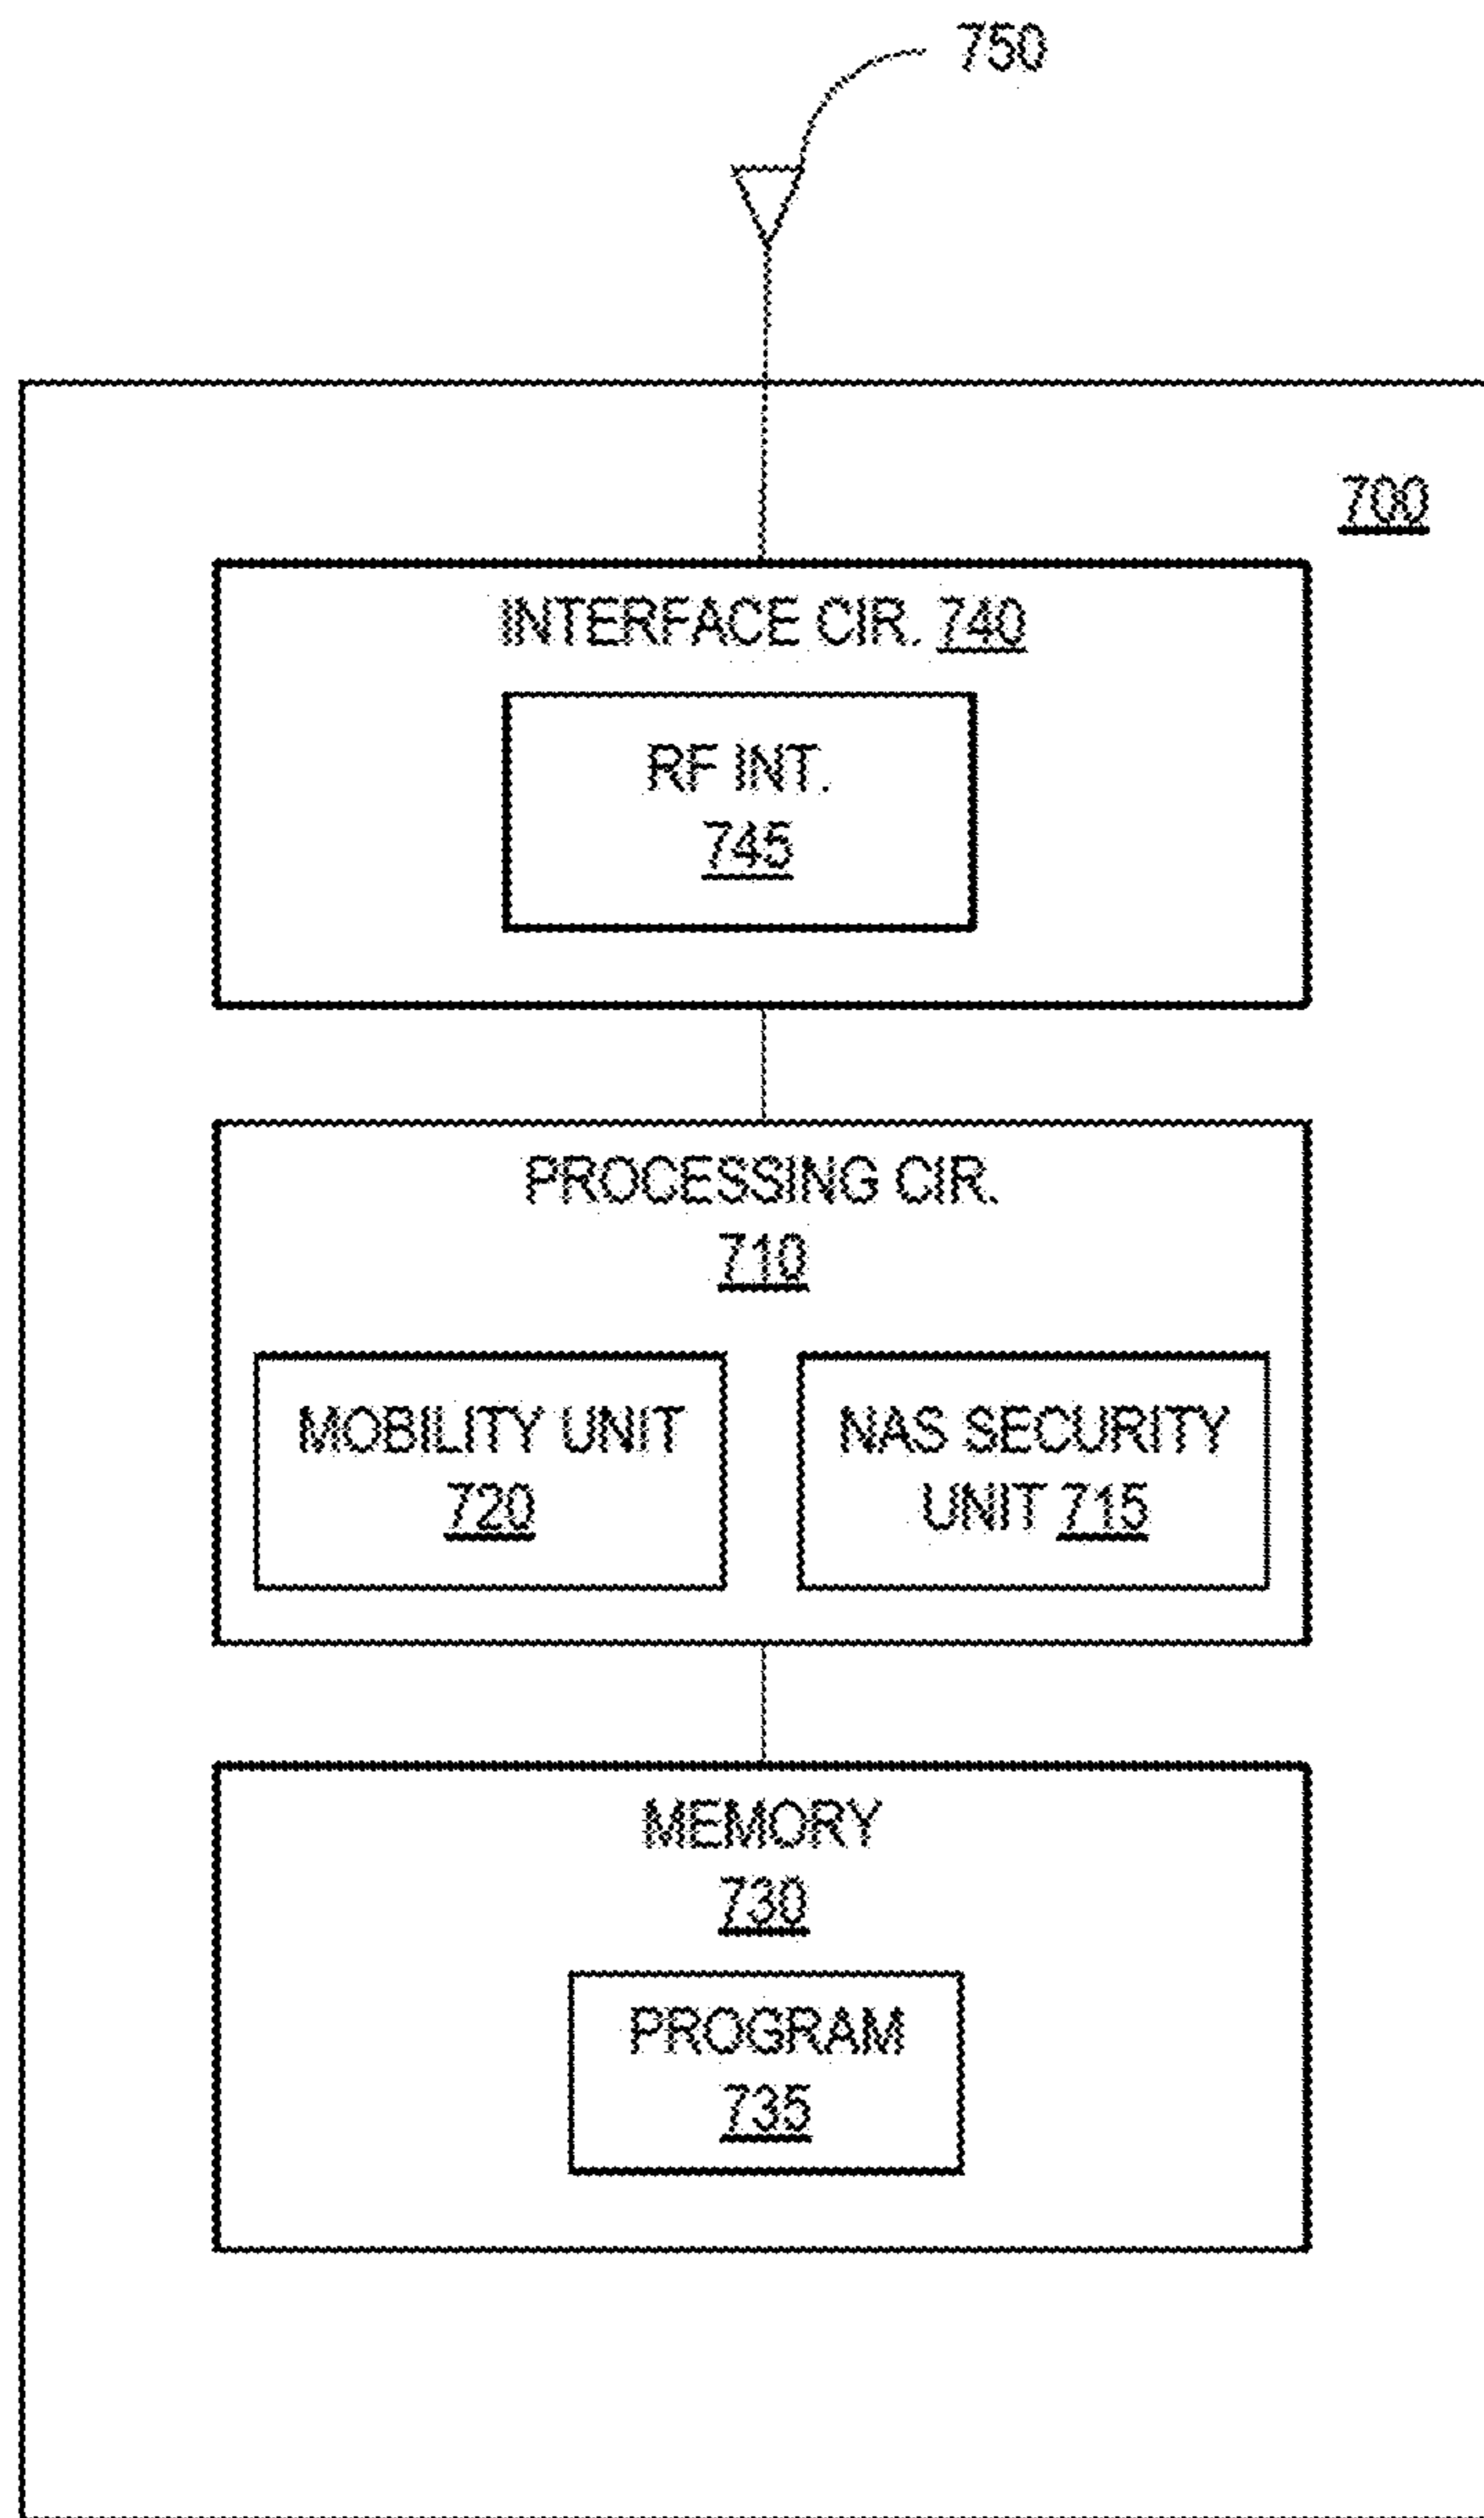 750
700
INTERFACE CIR. 740
RF INT.
745
PROCESSING CIR.
710
MOBILITY UNIT
720
NAS SECURITY
UNIT 715
MEMORY
730
PROGRAM
735